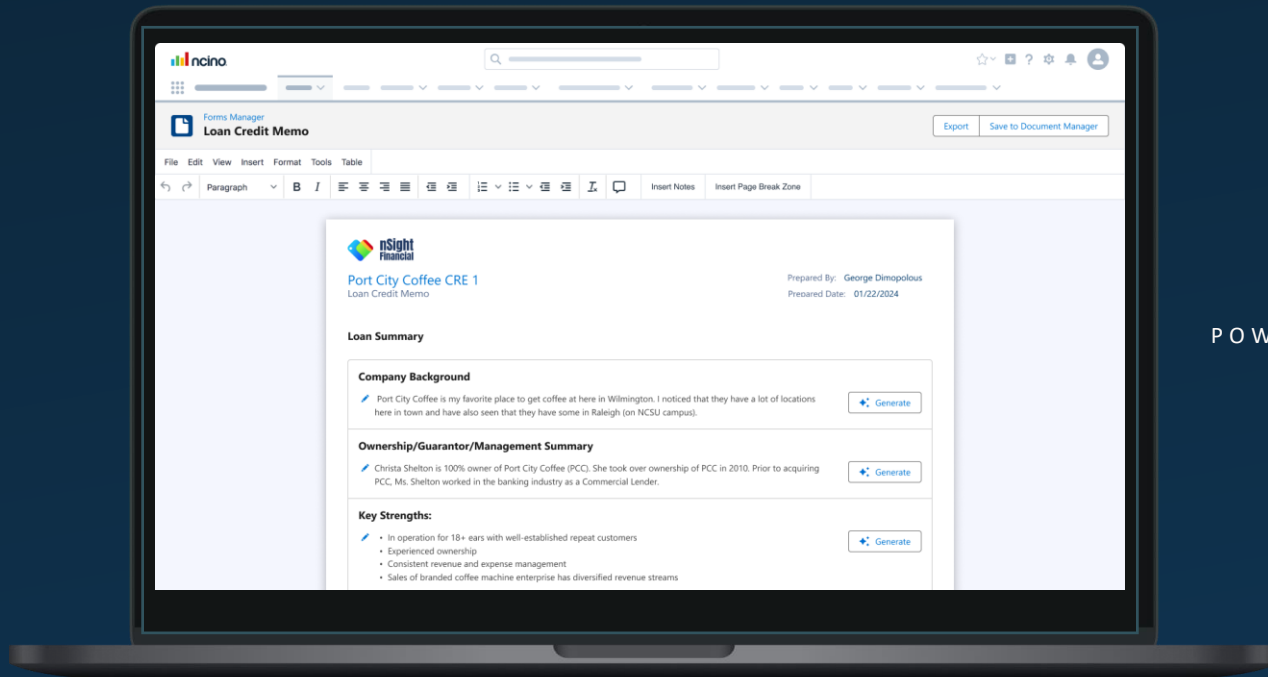 ncino
Forms Manager
Loan Credit Memo
Export Save to Document Manager
File Edit View Insert Format Tools Table
Paragraph B I Insert Notes Insert Page Break Zone
nSight
Financial
Port City Coffee CRE 1
Loan Credit Memo
Prepared By: George Dimopolous
Prepared Date: 01/22/2024
POW
Loan Summary
Company Background
Port City Coffee is my favorite place to get coffee at here in Wilmington. I noticed that they have a lot of locations
here in town and have also seen that they have some in Raleigh (on NCSU campus).
Generate
Ownership/Guarantor/Management Summary
Christa Shelton is 100% owner of Port City Coffee (PCC). She took over ownership of PCC in 2010. Prior to acquiring
PCC, Ms. Shelton worked in the banking industry as a Commercial Lender.
Generate
Key Strengths:
• In operation for 18+ ears with well-established repeat customers
• Experienced ownership
• Consistent revenue and expense management
• Sales of branded coffee machine enterprise has diversified revenue streams
Generate